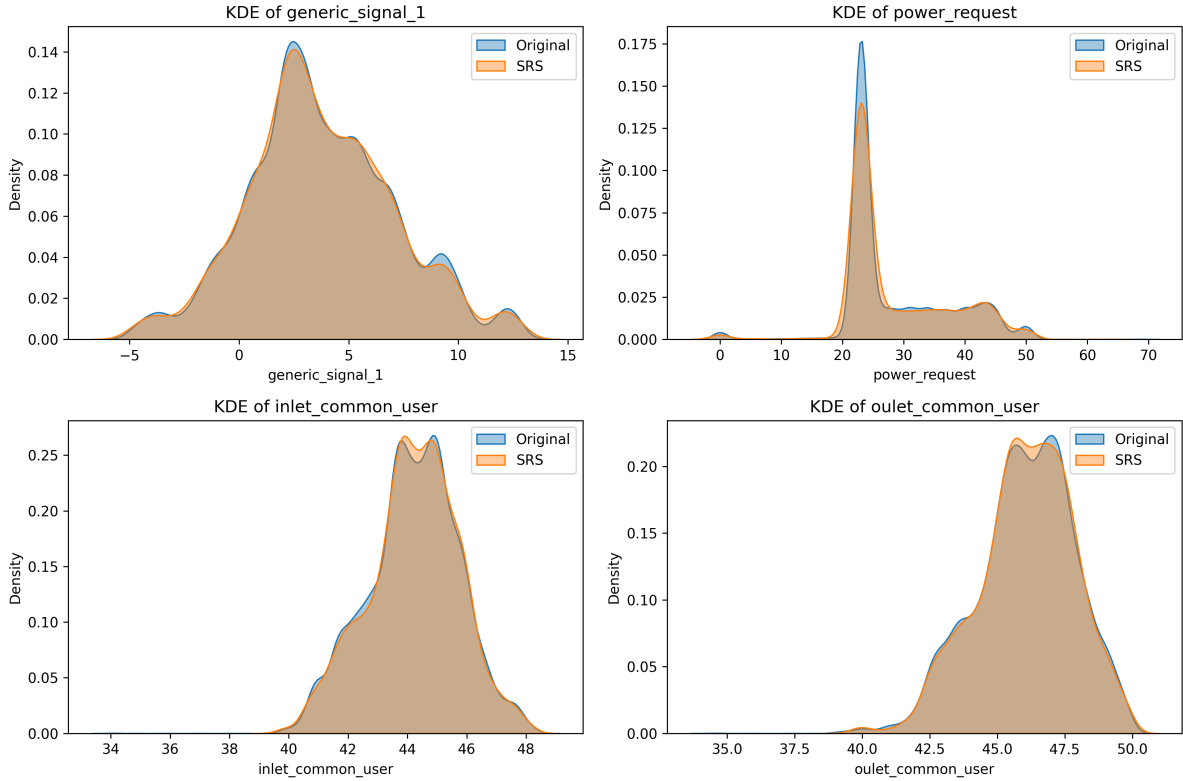 KDE of generic_signal_1
Original
SRS
Density
0.14
0.12
0.10
0.08
0.06
0.04
0.02
0.00
−5
0
5
10
15
generic_signal_1
KDE of power_request
Original
SRS
Density
0.175
0.150
0.125
0.100
0.075
0.050
0.025
0.000
0
10
20
30
40
50
60
70
power_request
KDE of inlet_common_user
Original
SRS
Density
0.25
0.20
0.15
0.10
0.05
0.00
34
36
38
40
42
44
46
48
inlet_common_user
KDE of oulet_common_user
Original
SRS
Density
0.20
0.15
0.10
0.05
0.00
35.0
37.5
40.0
42.5
45.0
47.5
50.0
oulet_common_user